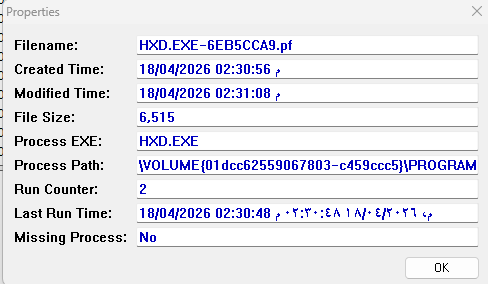 Properties
Filename: HXD.EXE-6EB5CCA9.pf
Created Time: 18/04/2026 02:30:56 م
Modified Time: 18/04/2026 02:31:08 م
File Size: 6,515
Process EXE: HXD.EXE
Process Path: \VOLUME{01dcc62559067803-c459ccc5}\PROGRAM
Run Counter: 2
Last Run Time: 18/04/2026 02:30:48 م, ١٨/٠٤/٢٠٢٦ ٠٢:٣٠:٤٨ م
Missing Process: No
OK